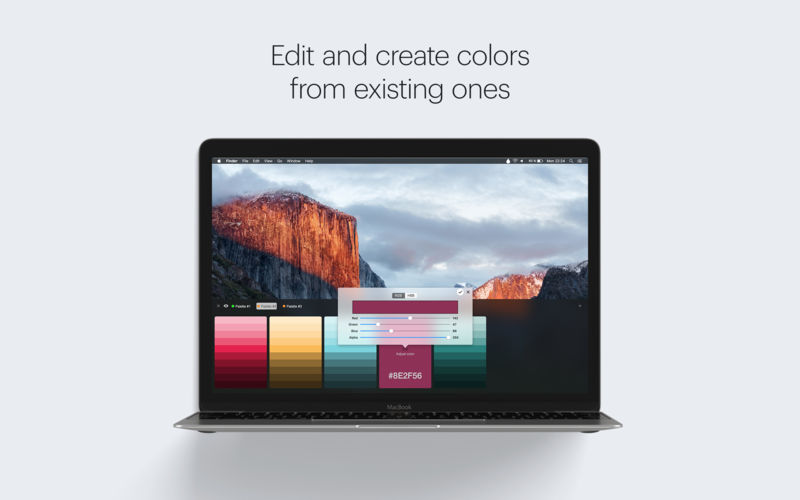 Edit and create colors
from existing ones
Finder File Edit View Go Window Help
Mon 22:24
Palette #1 Palette #2 Palette #3
RGB HSB
Red 142
Green 47
Blue 86
Alpha 255
Adjust color
#8E2F56
MacBook